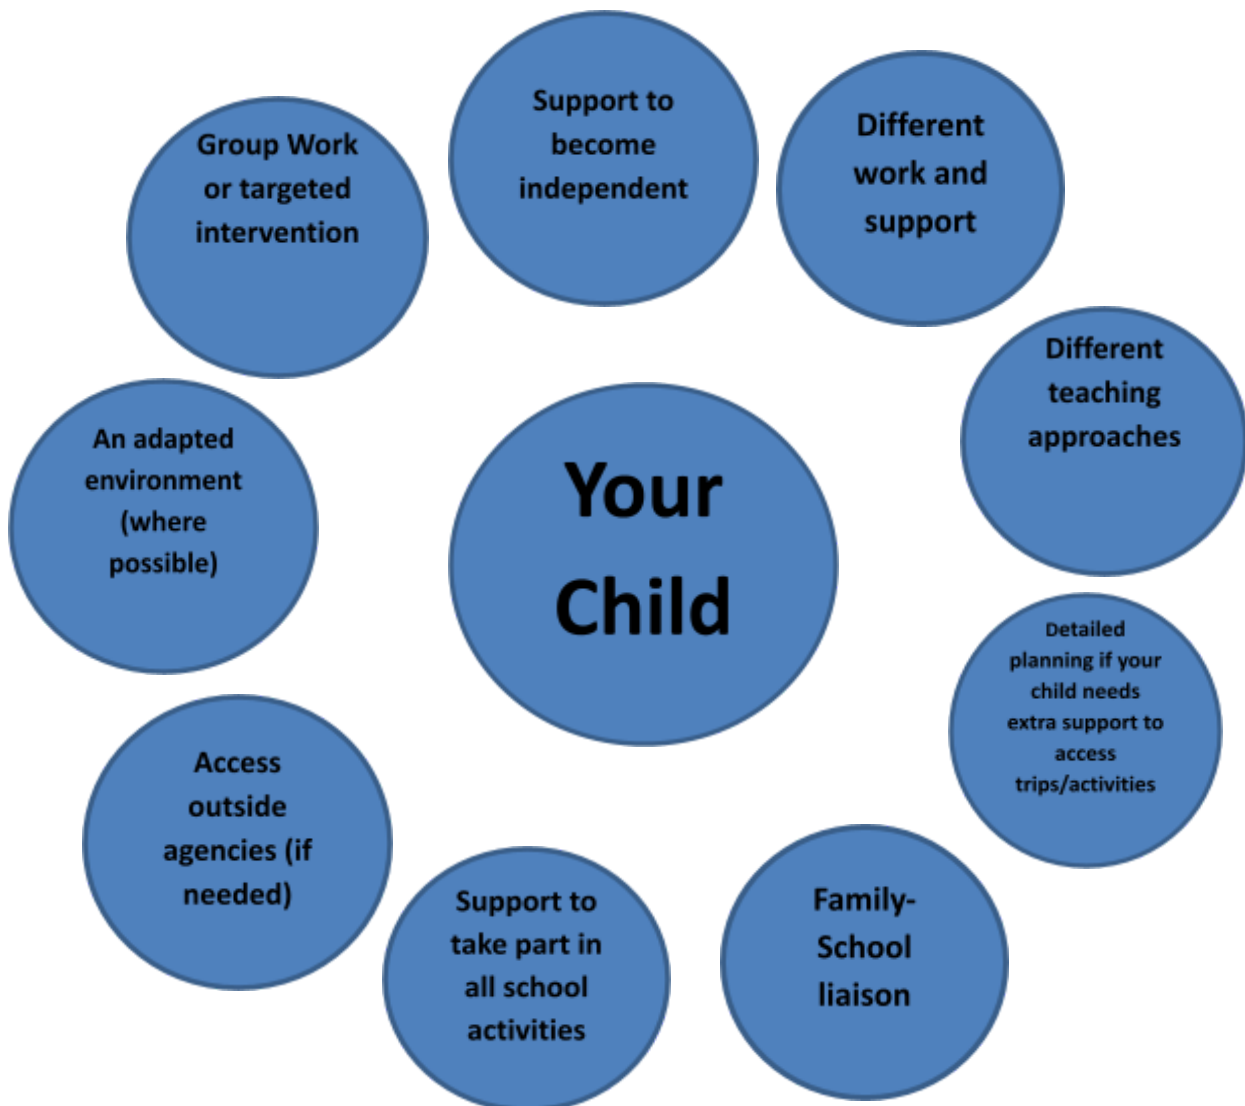 Support to
become
independent
Different
work and
support
Different
teaching
approaches
Detailed
planning if your
child needs
extra support to
access
trips/activities
Family-
School
liaison
Support to
take part in
all school
activities
Access
outside
agencies (if
needed)
An adapted
environment
(where
possible)
Group Work
or targeted
intervention
Your
Child